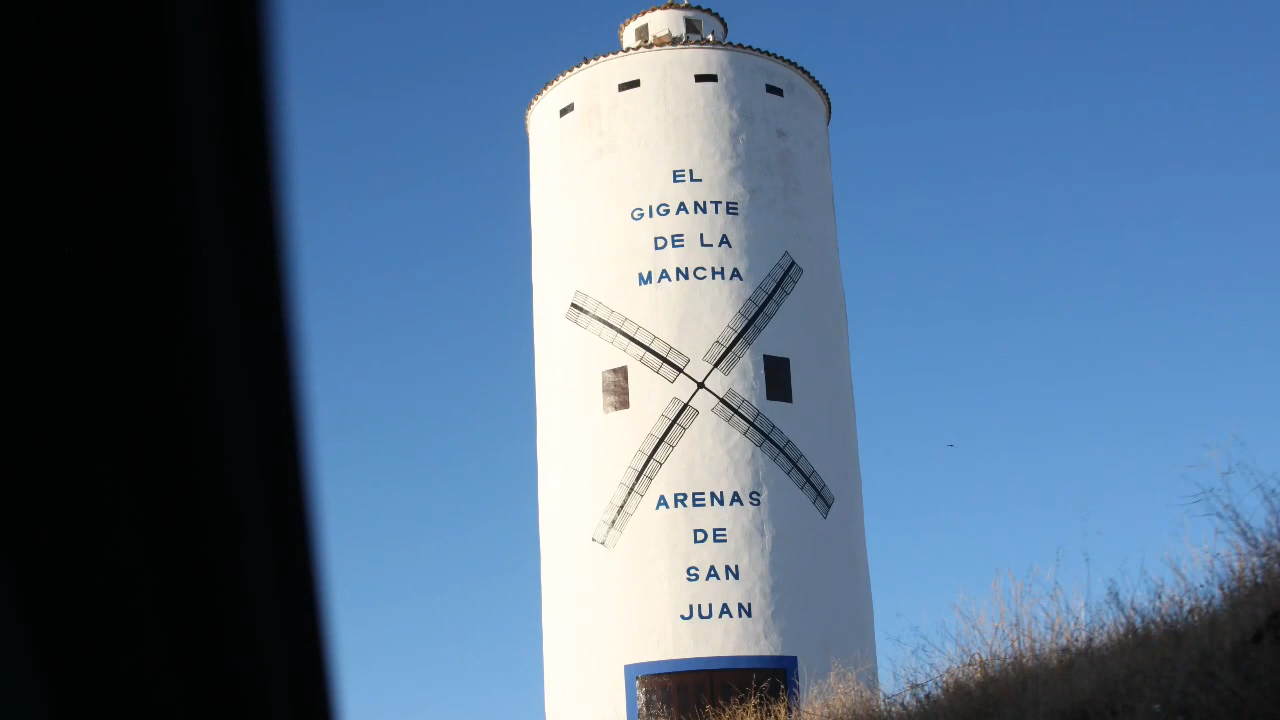 EL
GIGANTE
DE LA
MANCHA
ARENAS
DE
SAN
JUAN